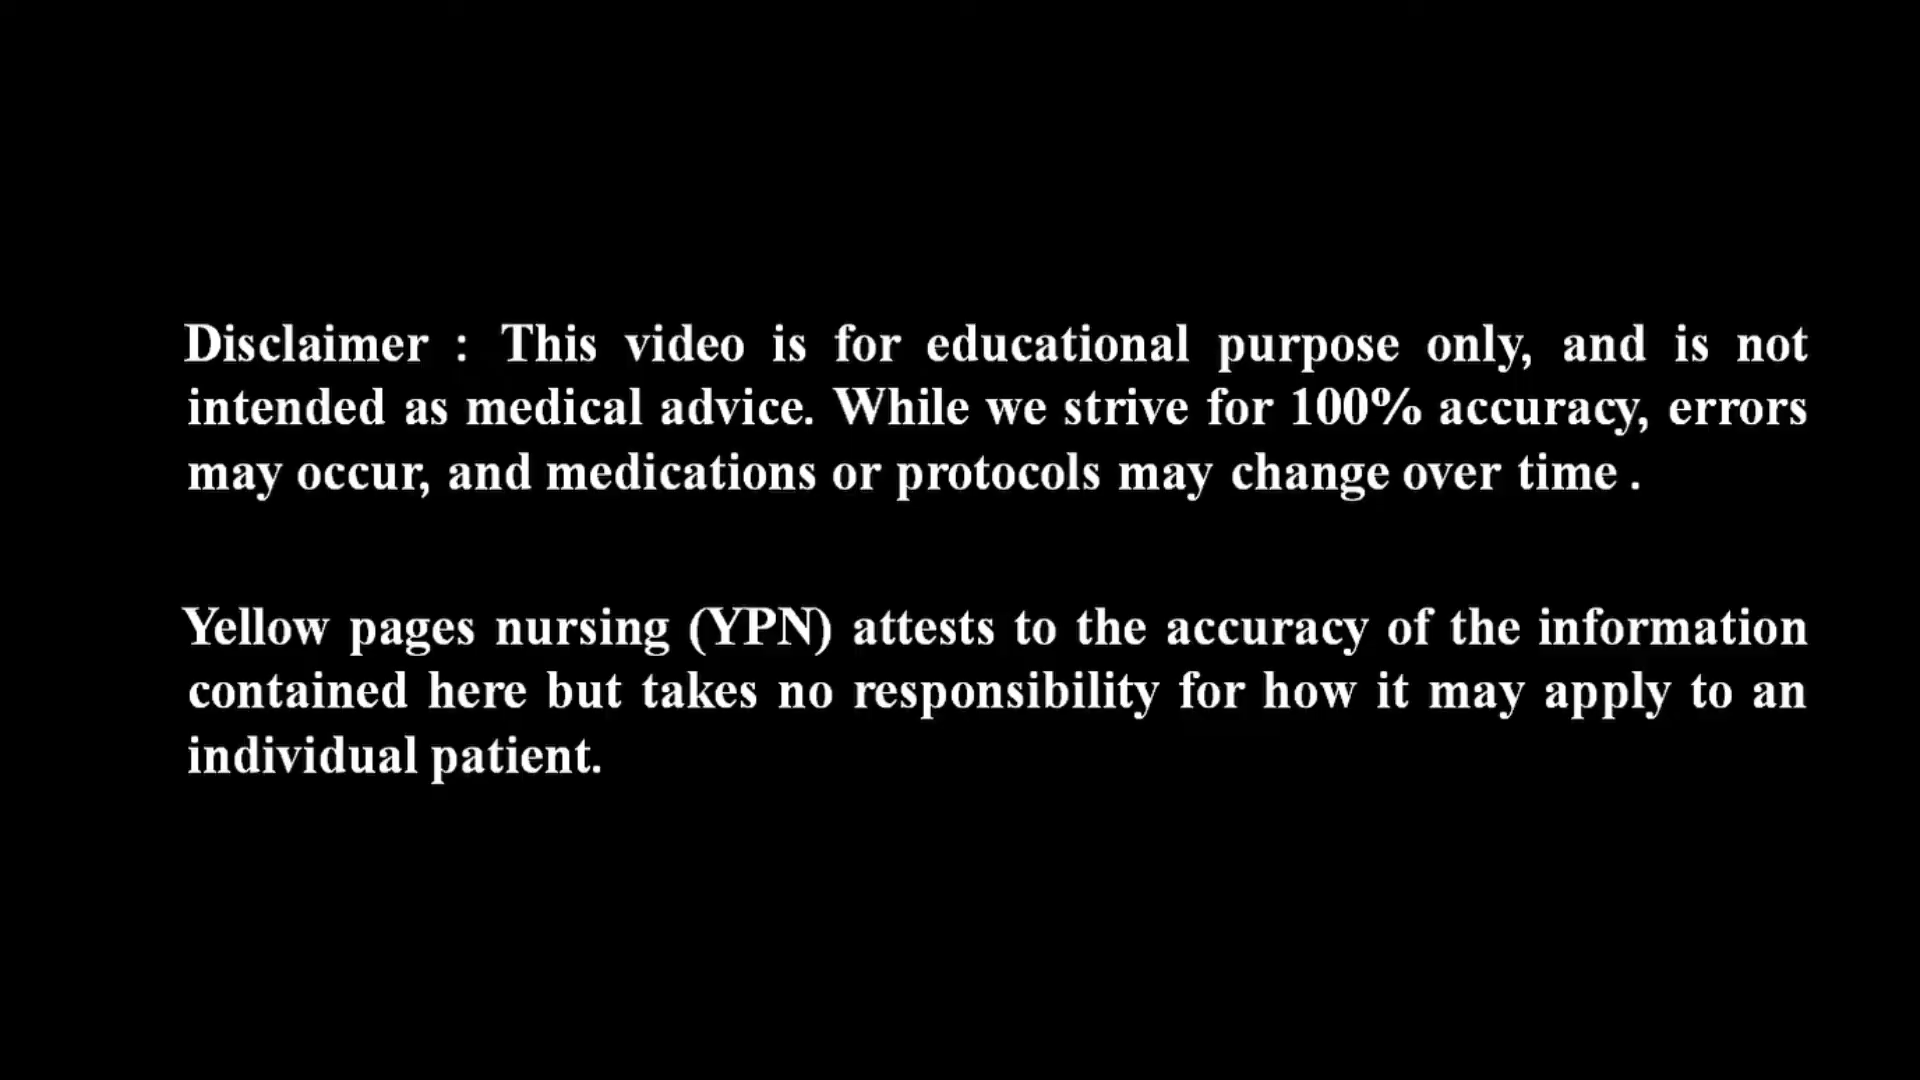 Disclaimer : This video is for educational purpose only, and is not
intended as medical advice. While we strive for 100% accuracy, errors
may occur, and medications or protocols may change over time .
Yellow pages nursing (YPN) attests to the accuracy of the information
contained here but takes no responsibility for how it may apply to an
individual patient.